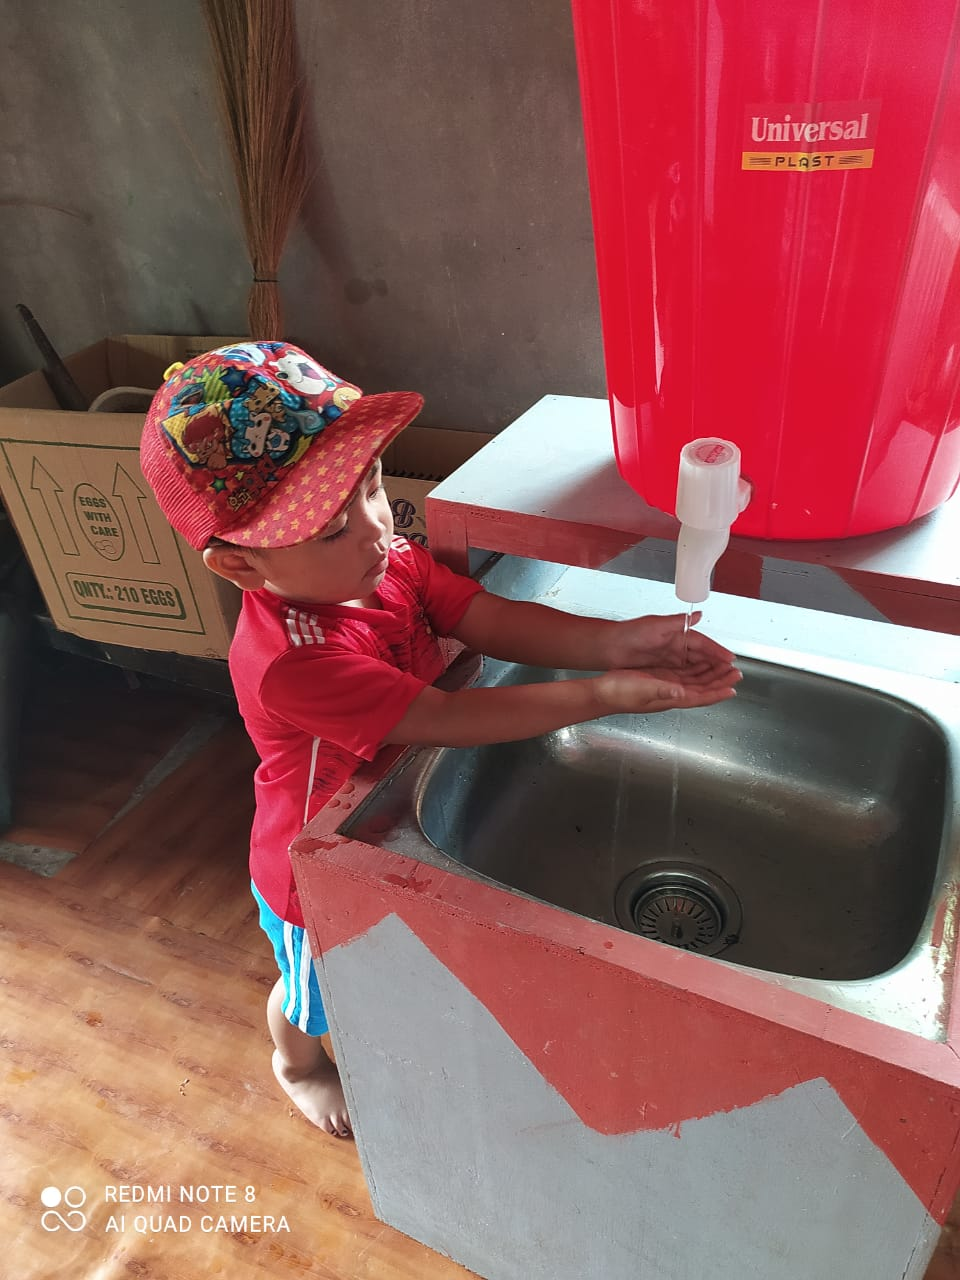 Universal
PLAST
EGGS
WITH
CARE
QNTY.: 210 EGGS
REDMI NOTE 8
AI QUAD CAMERA